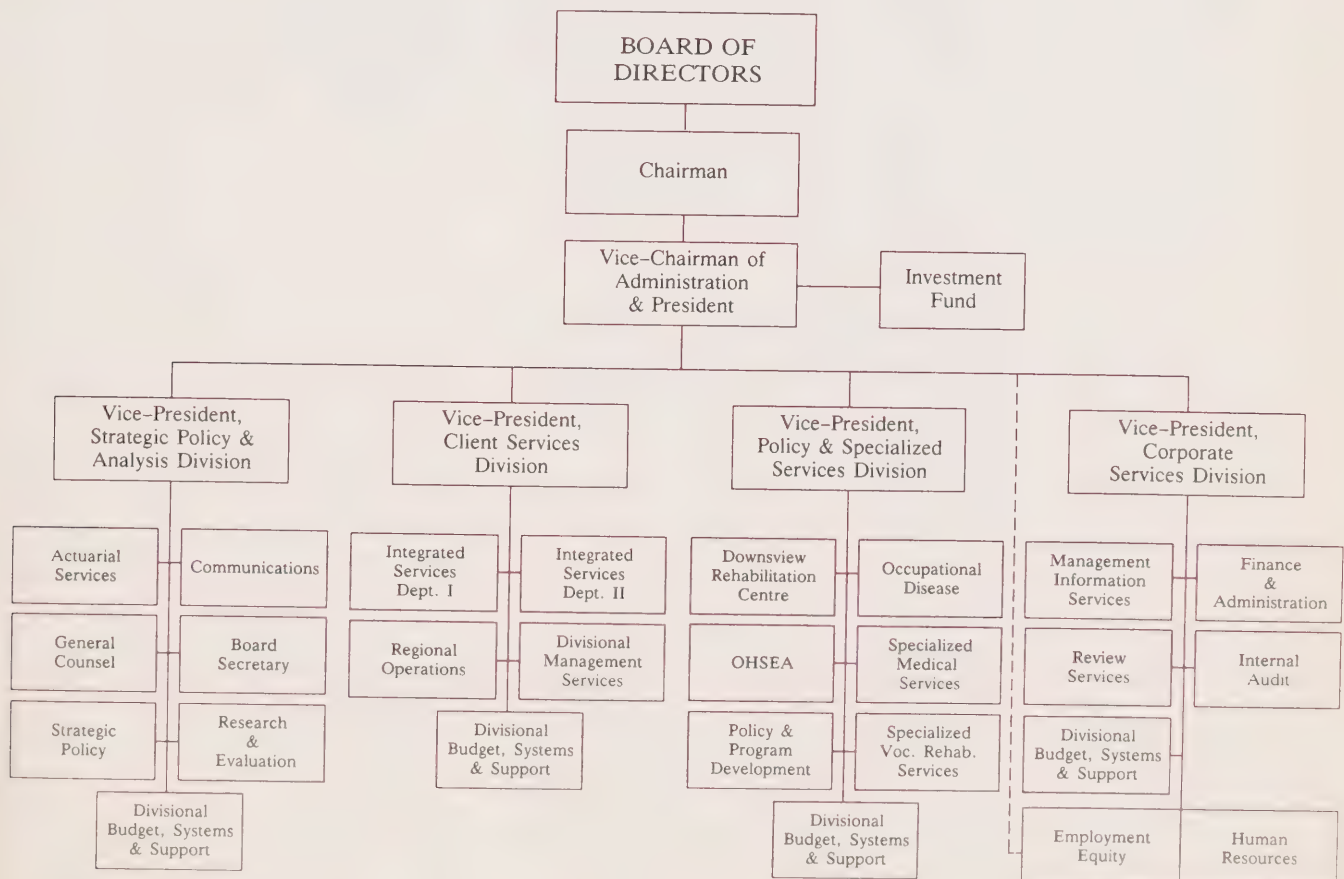 BOARD OF
DIRECTORS
Chairman
Vice-Chairman of
Administration
& President
Investment
Fund
Vice-President,
Strategic Policy &
Analysis Division
Vice-President,
Client Services
Division
Vice-President,
Policy & Specialized
Services Division
Vice-President,
Corporate
Services Division
Actuarial
Services
Communications
General
Counsel
Board
Secretary
Strategic
Policy
Research
&
Evaluation
Divisional
Budget, Systems
& Support
Integrated
Services
Dept. I
Integrated
Services
Dept. II
Regional
Operations
Divisional
Management
Services
Divisional
Budget, Systems
& Support
Downsview
Rehabilitation
Centre
Occupational
Disease
OHSEA
Specialized
Medical
Services
Policy &
Program
Development
Specialized
Voc. Rehab.
Services
Divisional
Budget, Systems
& Support
Management
Information
Services
Finance
&
Administration
Review
Services
Internal
Audit
Divisional
Budget, Systems
& Support
Employment
Equity
Human
Resources